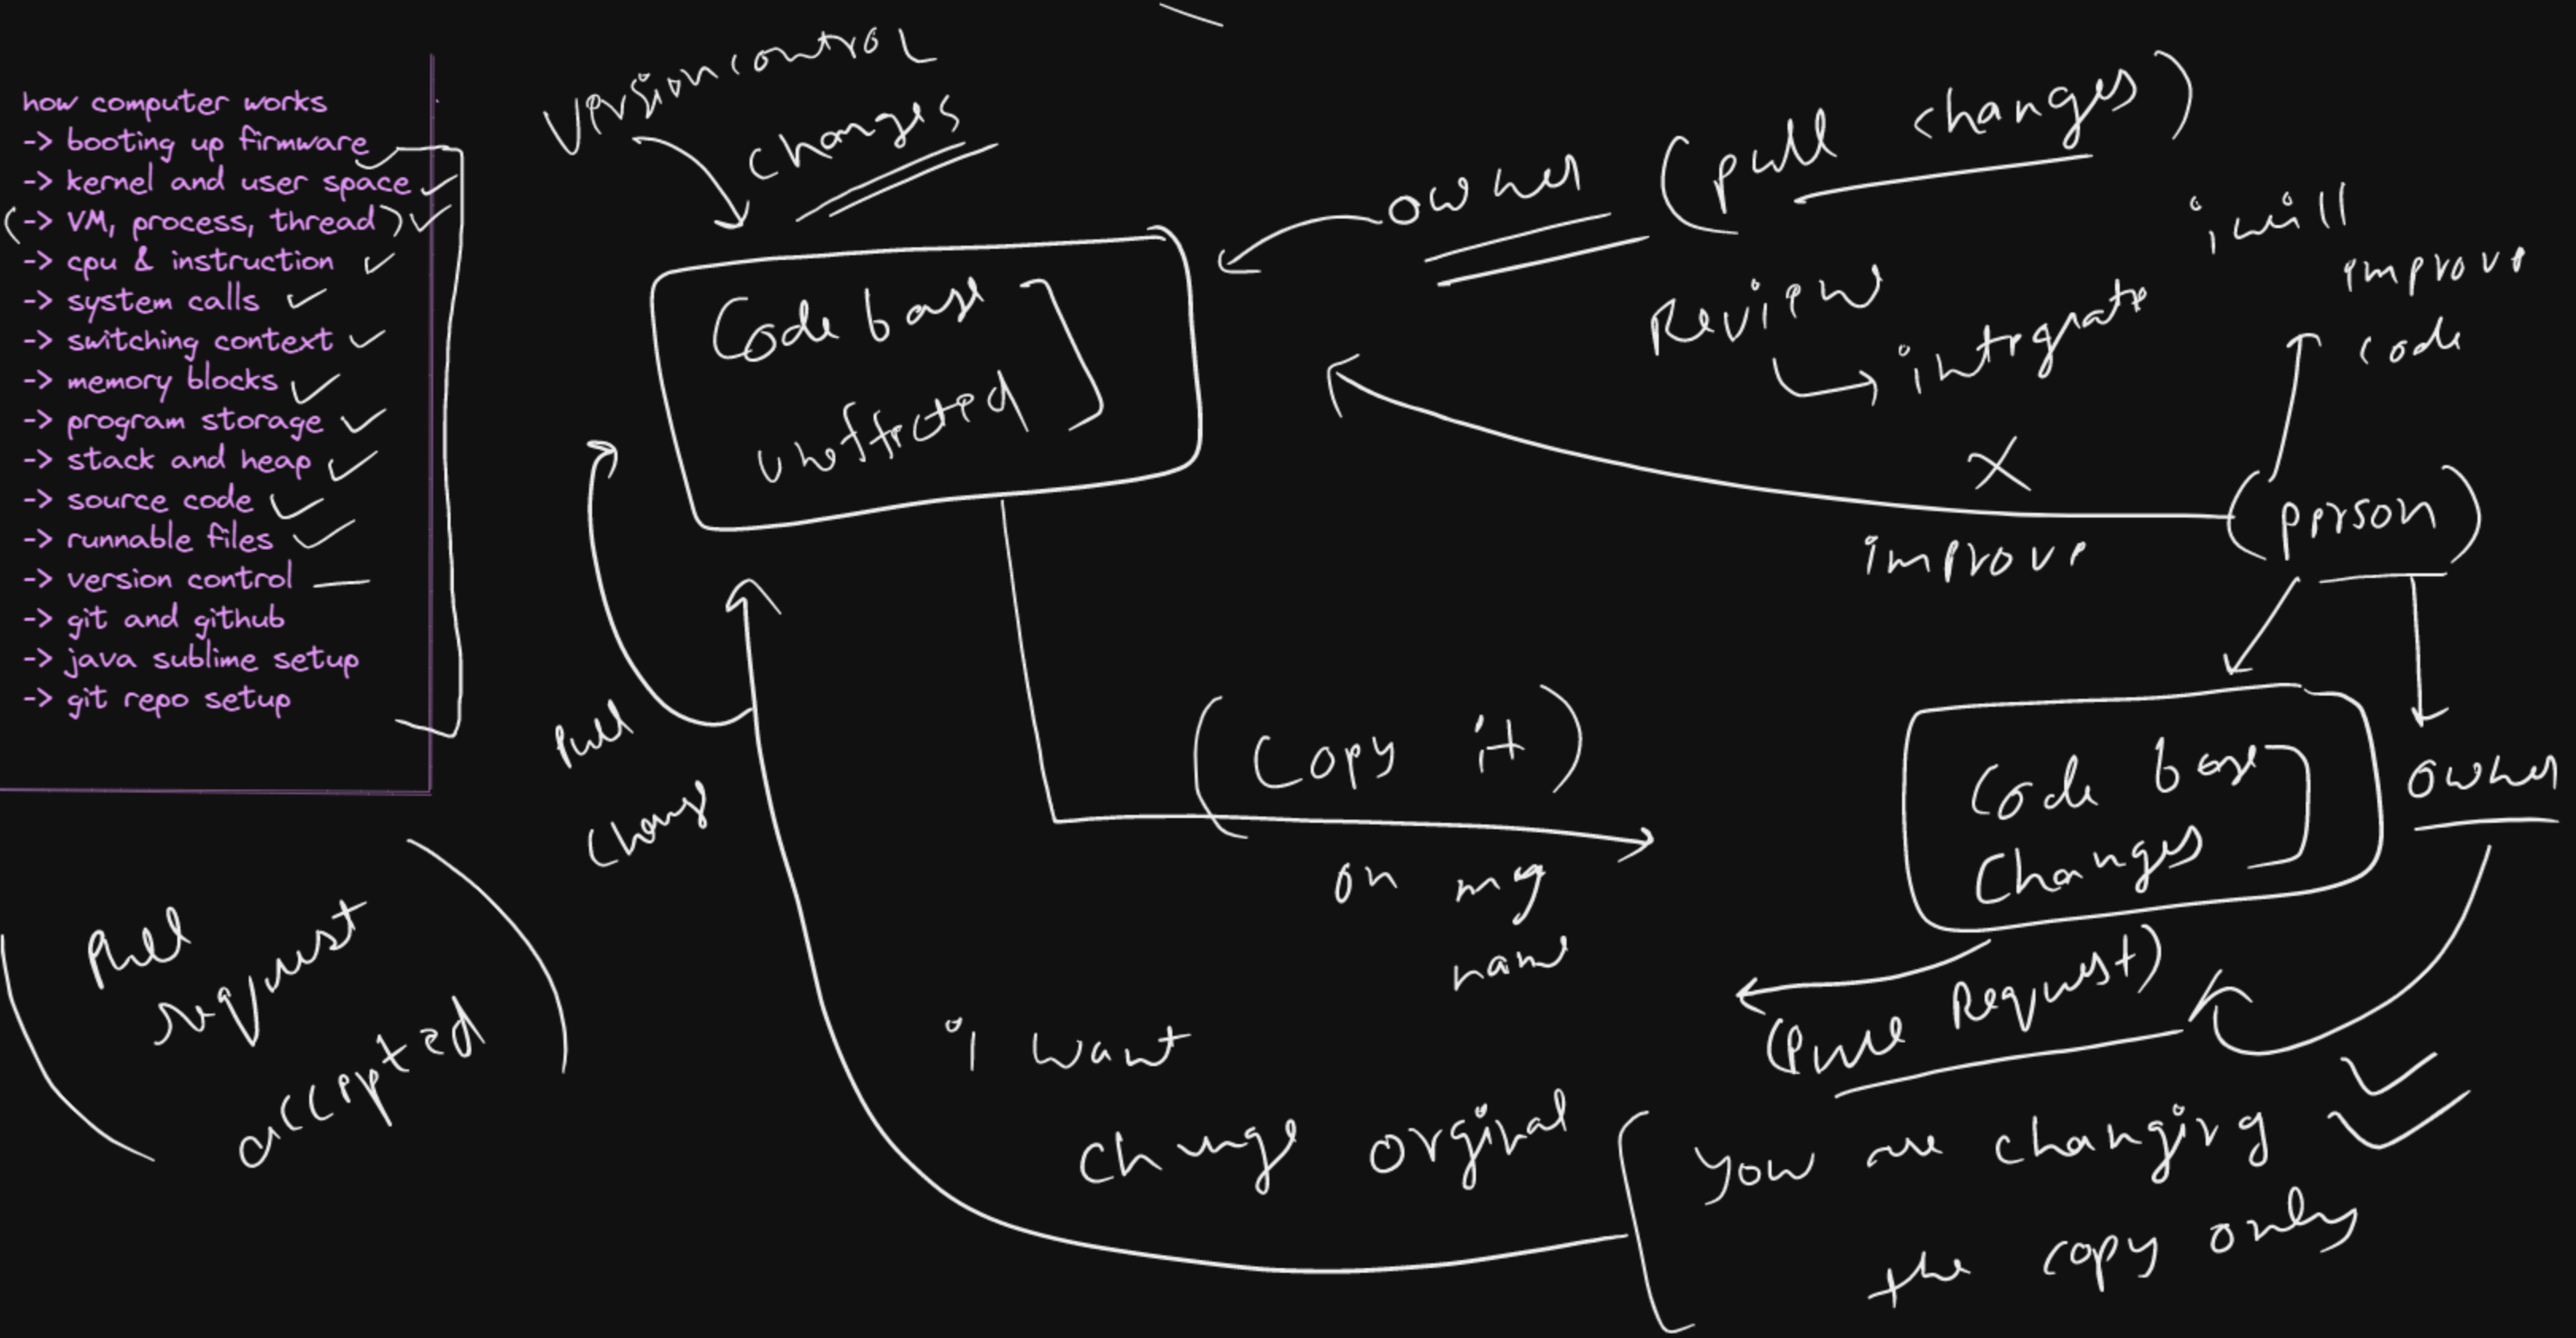 how computer works
-> booting up firmware
-> kernel and user space
(-> VM, process, thread)
-> cpu & instruction
-> system calls
-> switching context
-> memory blocks
-> program storage
-> stack and heap
-> source code
-> runnable files
-> version control
-> git and github
-> java sublime setup
-> git repo setup
Version control
changes
Code base
uneffected
owner (pull changes)
Review
integrate
i will
improve
code
X
improve
(person)
Pull
Chang
(Copy it)
on my
name
Code base
Changes
owner
(Pull Request)
Pull
request
accepted
i want
change orginal
you are changing
the copy only